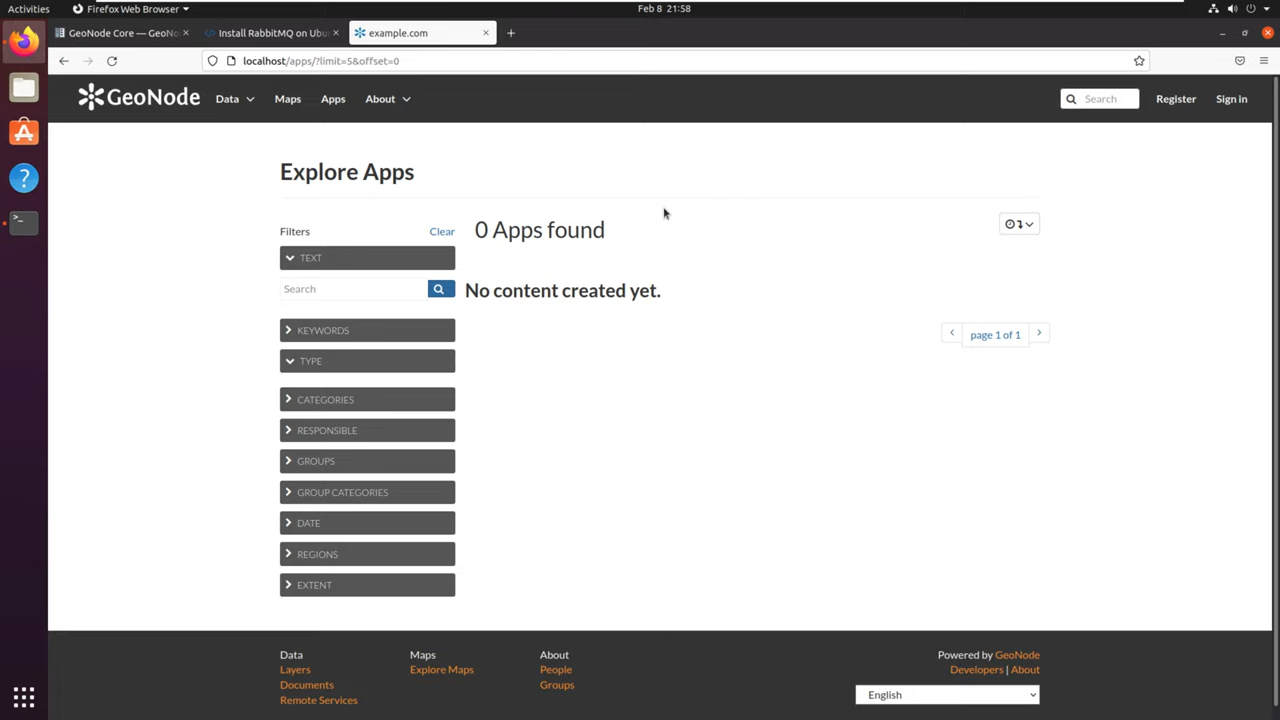 Activities
Firefox Web Browser
Feb 8 21:58
GeoNode Core — GeoNo
Install RabbitMQ on Ubu
example.com
localhost/apps/?limit=5&offset=0
GeoNode
Data
Maps
Apps
About
Search
Register
Sign in
Explore Apps
Filters
Clear
0 Apps found
TEXT
Search
No content created yet.
KEYWORDS
page 1 of 1
TYPE
CATEGORIES
RESPONSIBLE
GROUPS
GROUP CATEGORIES
DATE
REGIONS
EXTENT
Data
Layers
Documents
Remote Services
Maps
Explore Maps
About
People
Groups
Powered by GeoNode
Developers | About
English